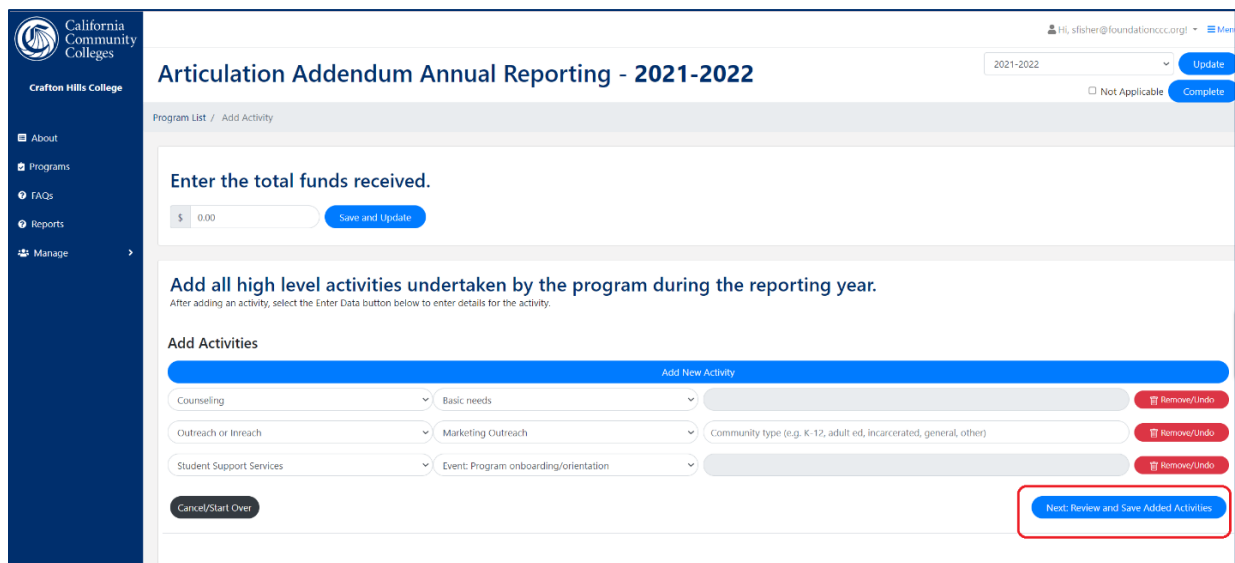 California
Community
Colleges
Crafton Hills College
About
Programs
FAQs
Reports
Manage
Hi, sfisher@foundationccc.org!
Men
Articulation Addendum Annual Reporting - 2021-2022
2021-2022
Update
Not Applicable
Complete
Program List / Add Activity
Enter the total funds received.
$ 0.00
Save and Update
Add all high level activities undertaken by the program during the reporting year.
After adding an activity, select the Enter Data button below to enter details for the activity.
Add Activities
Add New Activity
Counseling Basic needs Remove/Undo
Outreach or Inreach Marketing Outreach Community type (e.g. K-12, adult ed, incarcerated, general, other) Remove/Undo
Student Support Services Event: Program onboarding/orientation Remove/Undo
Cancel/Start Over
Next: Review and Save Added Activities